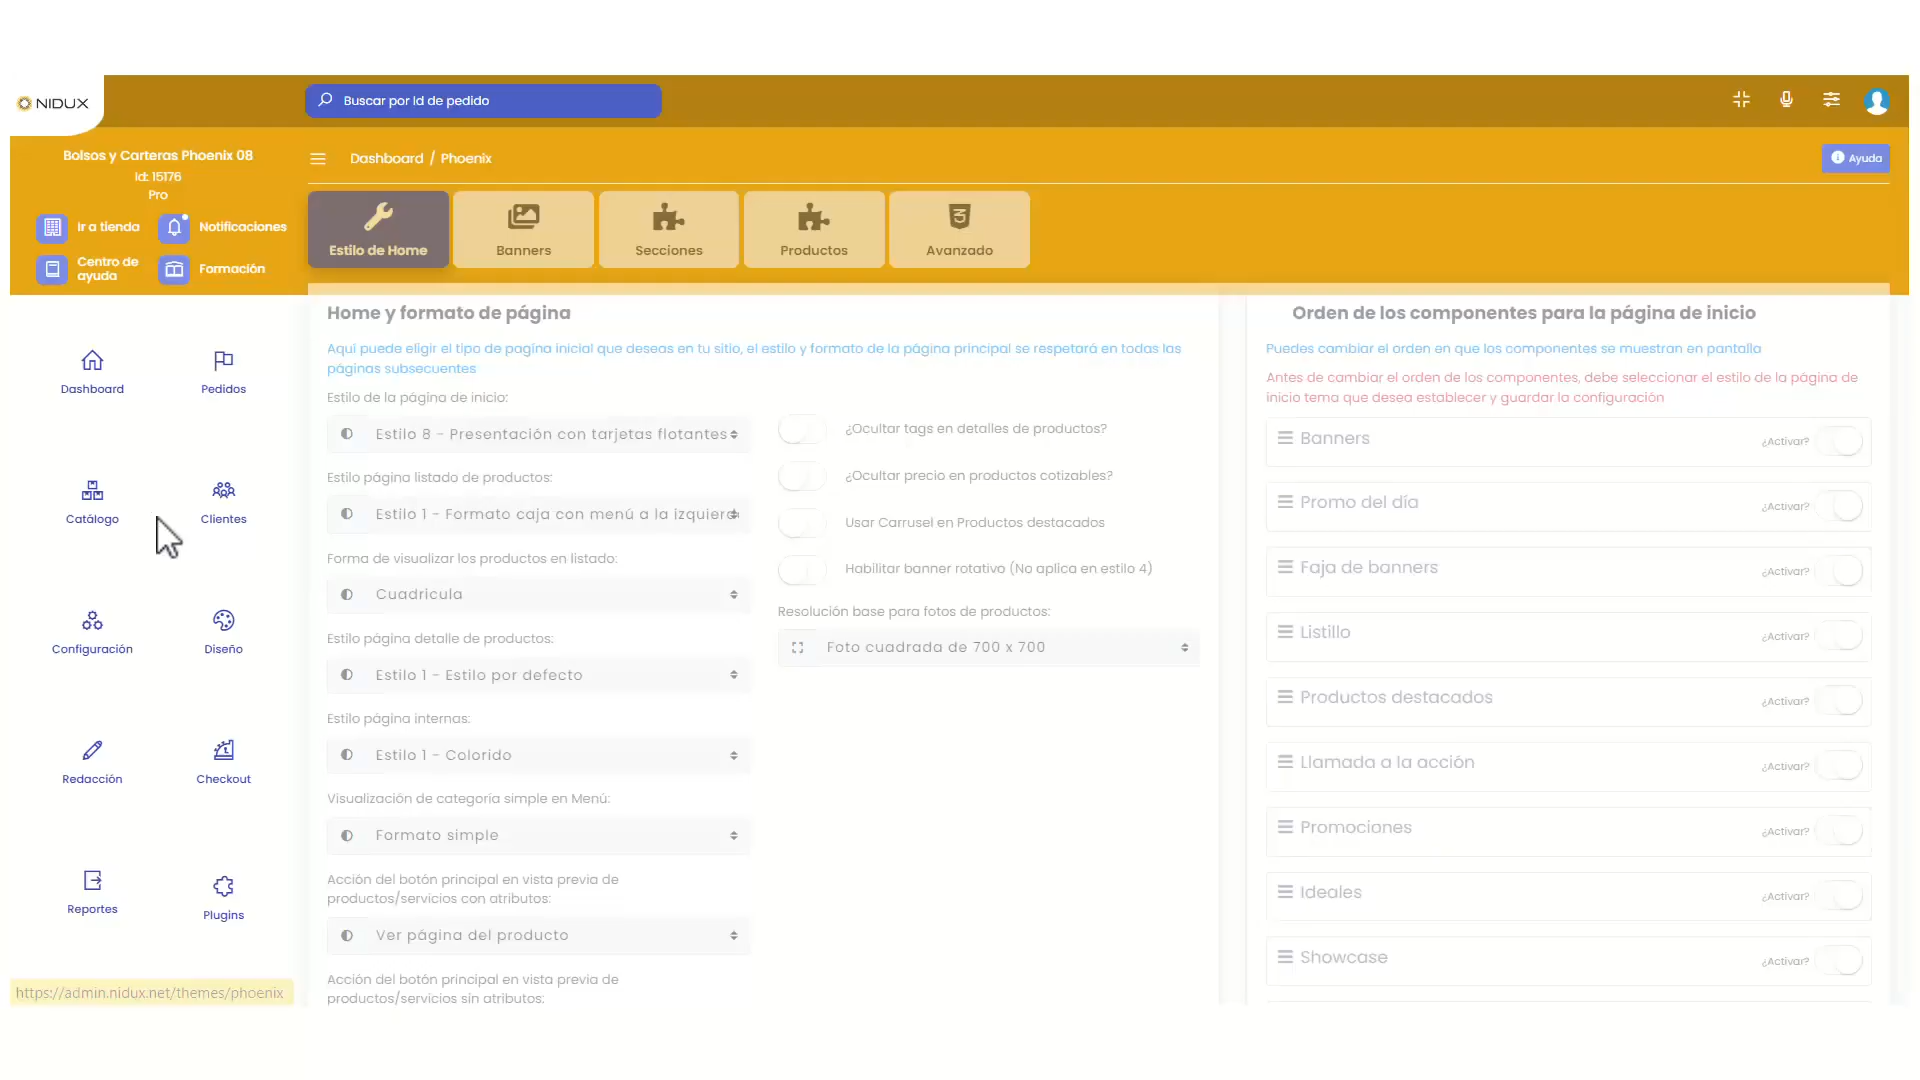 NIDUX
Buscar por Id de pedido
Bolsos y Carteras Phoenix 08
Id: 15176
Pro
Ir a tienda
Notificaciones
Centro de
ayuda
Formación
Dashboard / Phoenix
Ayuda
Estilo de Home
Banners
Secciones
Productos
Avanzado
Dashboard
Pedidos
Catálogo
Clientes
Configuración
Diseño
Redacción
Checkout
Reportes
Plugins
https://admin.nidux.net/themes/phoenix
Home y formato de página
Aquí puede eligir el tipo de pagína inicial que deseas en tu sitio, el estilo y formato de la página principal se respetará en todas las
páginas subsecuentes
Estilo de la página de inicio:
Estilo 8 - Presentación con tarjetas flotantes
Estilo página listado de productos:
Estilo 1 - Formato caja con menú a la izquierd
Forma de visualizar los productos en listado:
Cuadricula
Estilo página detalle de productos:
Estilo 1 - Estilo por defecto
Estilo página internas:
Estilo 1 - Colorido
Visualización de categoría simple en Menú:
Formato simple
Acción del botón principal en vista previa de
productos/servicios con atributos:
Ver página del producto
Acción del botón principal en vista previa de
productos/servicios sin atributos:
¿Ocultar tags en detalles de productos?
¿Ocultar precio en productos cotizables?
Usar Carrusel en Productos destacados
Habilitar banner rotativo (No aplica en estilo 4)
Resolución base para fotos de productos:
Foto cuadrada de 700 x 700
Orden de los componentes para la página de inicio
Puedes cambiar el orden en que los componentes se muestran en pantalla
Antes de cambiar el orden de los componentes, debe seleccionar el estilo de la página de
inicio tema que desea establecer y guardar la configuración
Banners ¿Activar?
Promo del día ¿Activar?
Faja de banners ¿Activar?
Listillo ¿Activar?
Productos destacados ¿Activar?
Llamada a la acción ¿Activar?
Promociones ¿Activar?
Ideales ¿Activar?
Showcase ¿Activar?